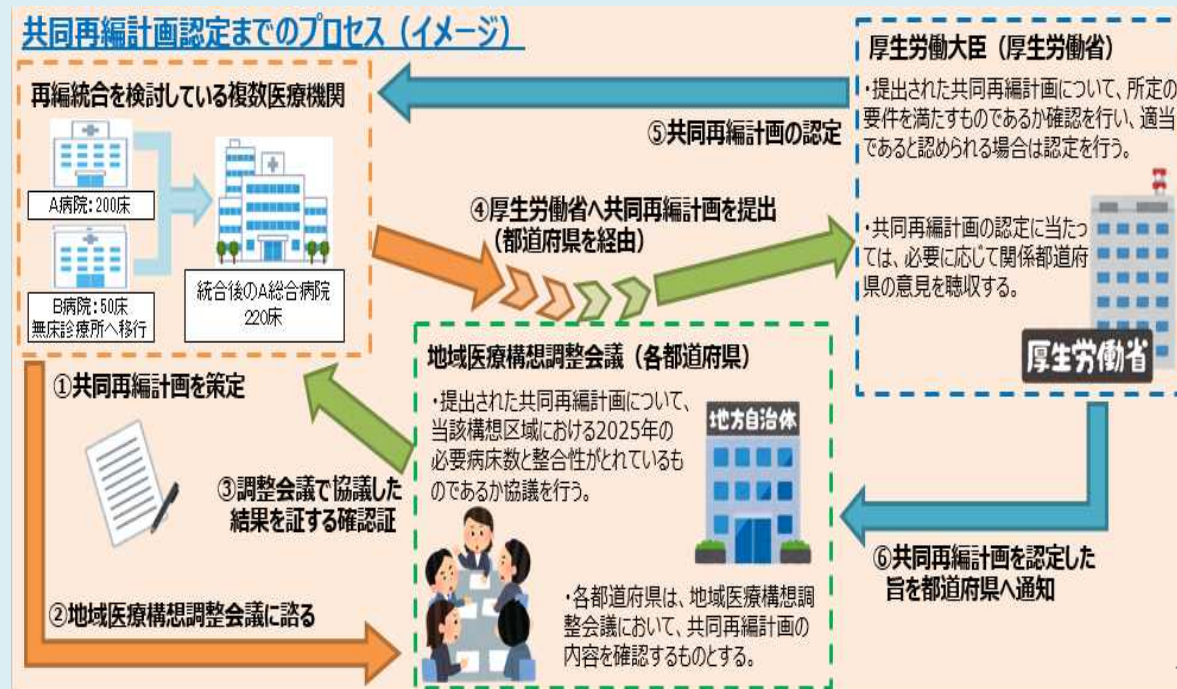 共同再編計画認定までのプロセス（イメージ）
再編統合を検討している複数医療機関
A病院：200床
B病院：50床
無床診療所へ移行
統合後のA総合病院
220床
①共同再編計画を策定
②地域医療構想調整会議に諮る
③調整会議で協議した
結果を証する確認証
④厚生労働省へ共同再編計画を提出
（都道府県を経由）
⑤共同再編計画の認定
地域医療構想調整会議（各都道府県）
・提出された共同再編計画について、
当該構想区域における2025年の
必要病床数と整合性がとれているも
のであるか協議を行う。
地方自治体
・各都道府県は、地域医療構想調
整会議において、共同再編計画の
内容を確認するものとする。
厚生労働大臣（厚生労働省）
・提出された共同再編計画について、所定の
要件を満たすものであるか確認を行い、適当
であると認められる場合は認定を行う。
・共同再編計画の認定に当たっ
ては、必要に応じて関係都道府
県の意見を聴収する。
厚生労働省
⑥共同再編計画を認定した
旨を都道府県へ通知